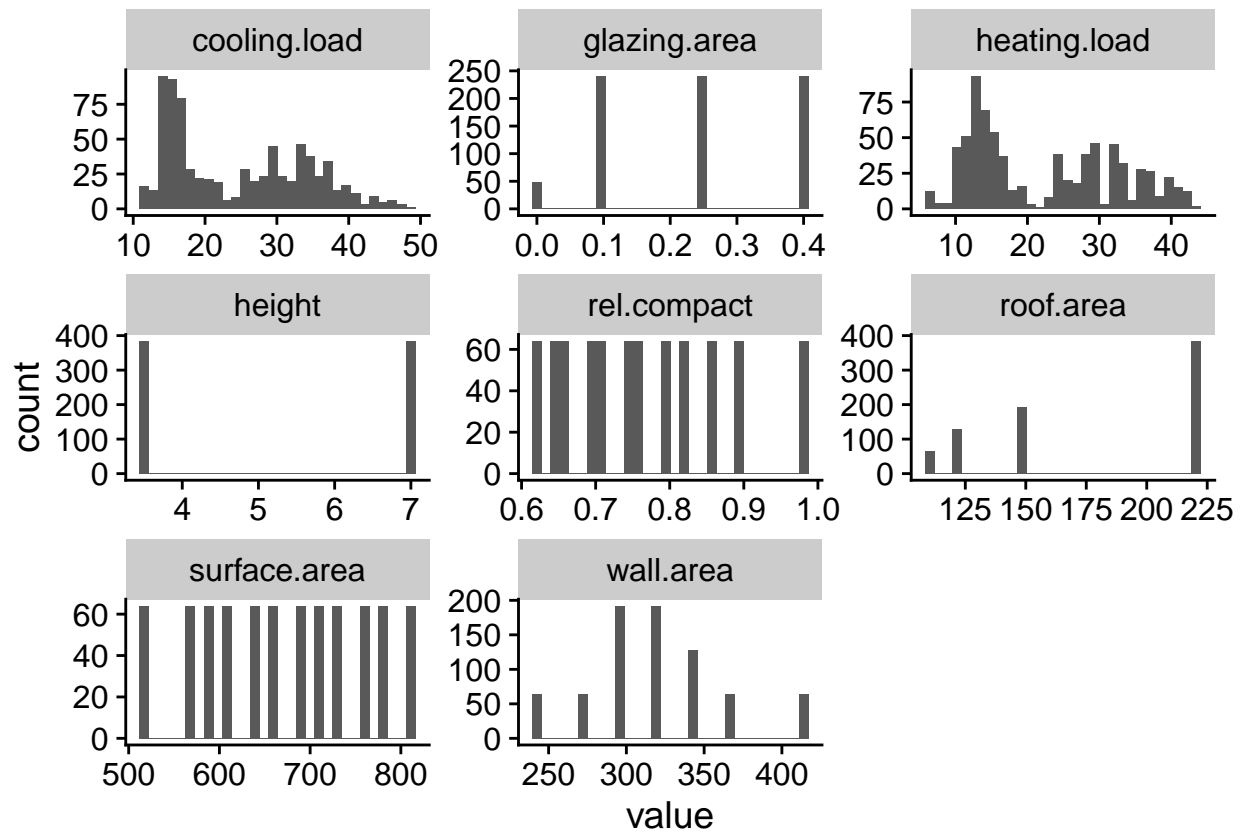 cooling.load glazing.area heating.load
75
50
25
0
10 20 30 40 50
250
200
150
100
50
0
0.0 0.1 0.2 0.3 0.4
75
50
25
0
10 20 30 40
height rel.compact roof.area
400
300
200
100
0
4 5 6 7
60
40
20
0
0.6 0.7 0.8 0.9 1.0
400
300
200
100
0
125 150 175 200 225
surface.area wall.area
60
40
20
0
500 600 700 800
200
150
100
50
0
250 300 350 400
count
value